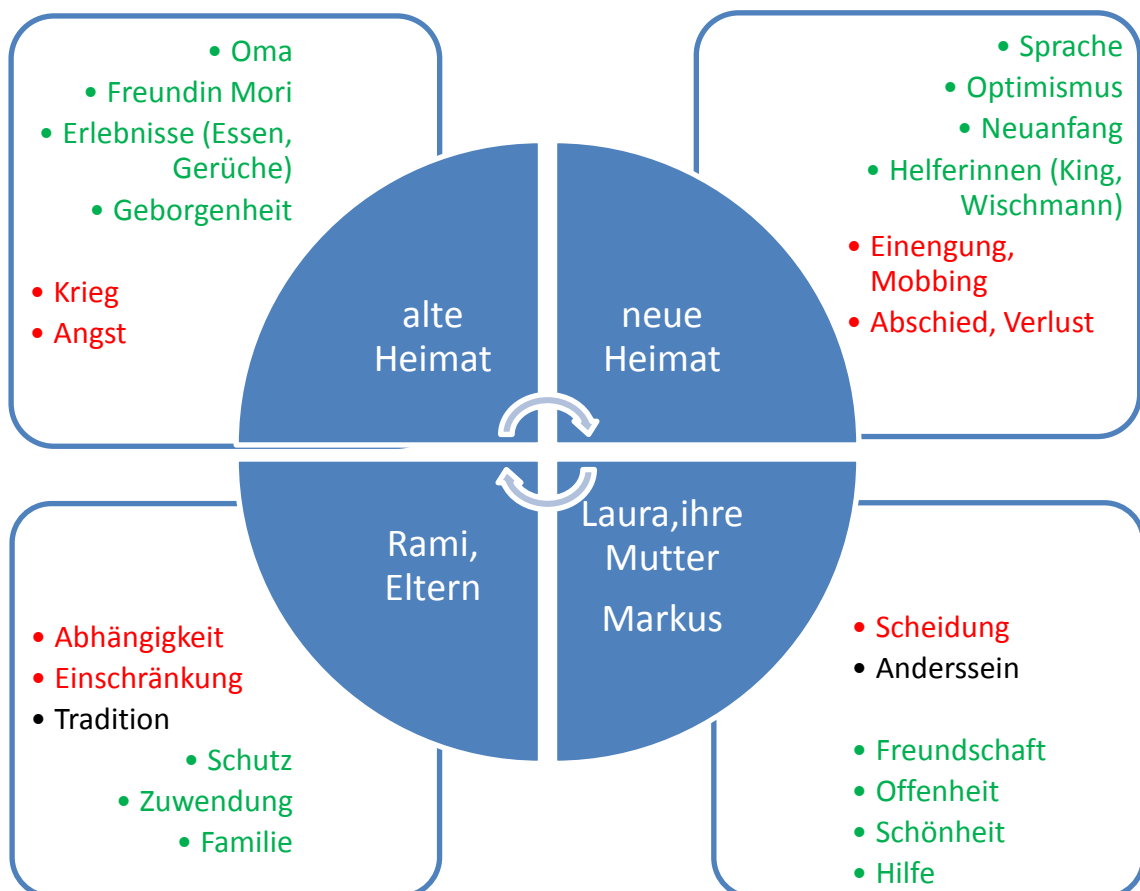 • Oma
• Freundin Mori
• Erlebnisse (Essen,
Gerüche)
• Geborgenheit
• Krieg
• Angst
• Sprache
• Optimismus
• Neuanfang
• Helferinnen (King,
Wischmann)
• Einengung,
Mobbing
• Abschied, Verlust
alte
Heimat
neue
Heimat
Rami,
Eltern
Laura,ihre
Mutter
Markus
• Abhängigkeit
• Einschränkung
• Tradition
• Schutz
• Zuwendung
• Familie
• Scheidung
• Anderssein
• Freundschaft
• Offenheit
• Schönheit
• Hilfe